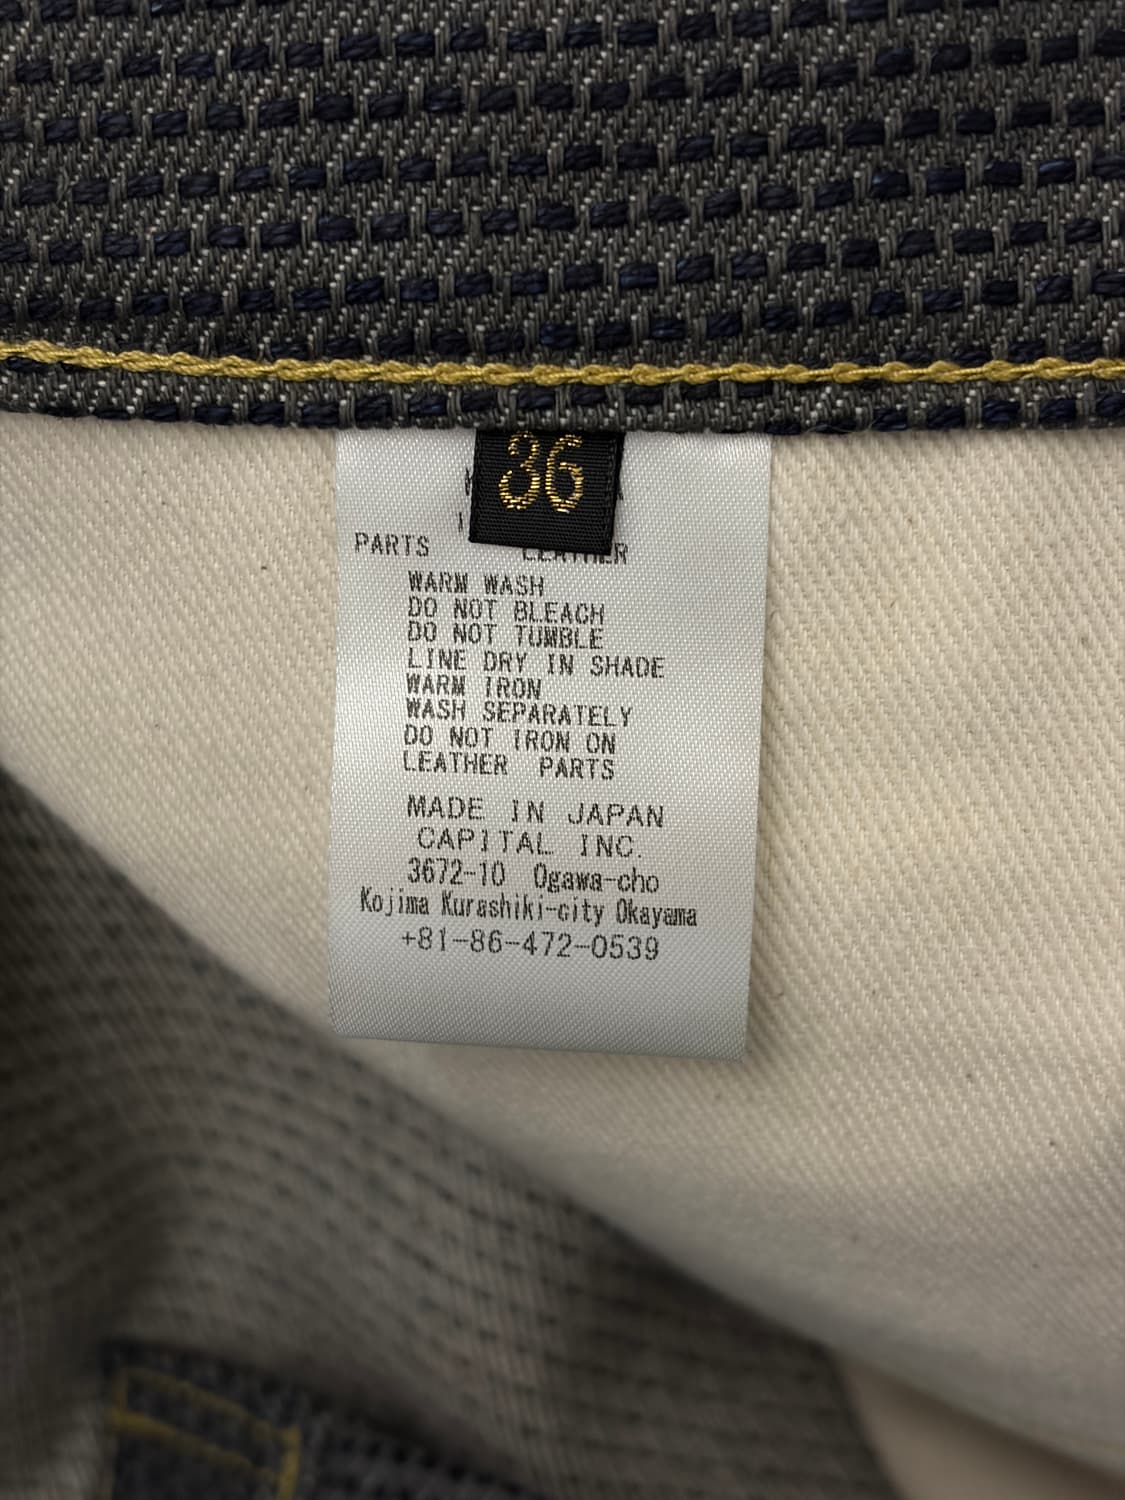 36
PARTS LEATHER
WARM WASH
DO NOT BLEACH
DO NOT TUMBLE
LINE DRY IN SHADE
WARM IRON
WASH SEPARATELY
DO NOT IRON ON
LEATHER PARTS
MADE IN JAPAN
CAPITAL INC.
3672-10 Ogawa-cho
Kojima Kurashiki-city Okayama
+81-86-472-0539